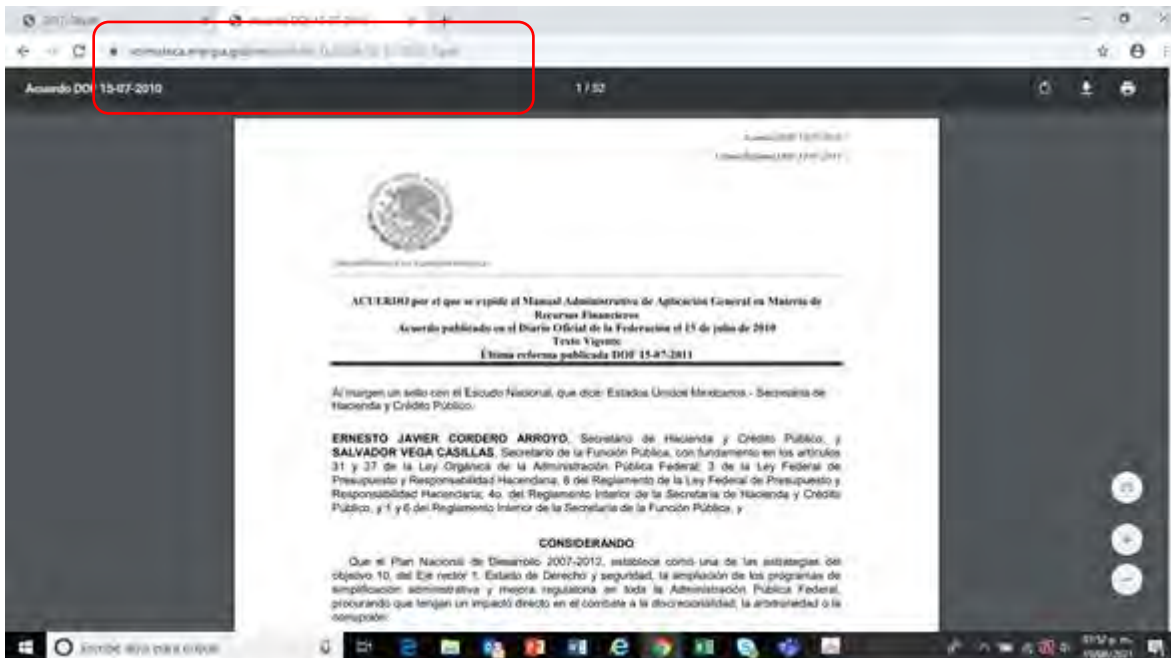 Acuerdo DOF 15-07-2010
1 / 52
ACUERDO por el que se expide el Manual Administrativo de Aplicación General en Materia de
Recursos Financieros
Acuerdo publicado en el Diario Oficial de la Federación el 15 de julio de 2010
Texto Vigente
Última reforma publicada DOF 15-07-2011
Al margen un sello con el Escudo Nacional, que dice: Estados Unidos Mexicanos.- Secretaría de
Hacienda y Crédito Público.
ERNESTO JAVIER CORDERO ARROYO, Secretario de Hacienda y Crédito Público, y
SALVADOR VEGA CASILLAS, Secretario de la Función Pública, con fundamento en los artículos
31 y 37 de la Ley Orgánica de la Administración Pública Federal; 3 de la Ley Federal de
Presupuesto y Responsabilidad Hacendaria; 6 del Reglamento de la Ley Federal de Presupuesto y
Responsabilidad Hacendaria; 4o. del Reglamento Interior de la Secretaría de Hacienda y Crédito
Público, y 1 y 6 del Reglamento Interior de la Secretaría de la Función Pública, y
CONSIDERANDO
Que el Plan Nacional de Desarrollo 2007-2012, establece como una de las estrategias del
objetivo 10, del Eje rector 1. Estado de Derecho y seguridad, la ampliación de los programas de
simplificación administrativa y mejora regulatoria en toda la Administración Pública Federal,
procurando que tengan un impacto directo en el combate a la discrecionalidad, la arbitrariedad o la
corrupción;
Escribe aquí para buscar